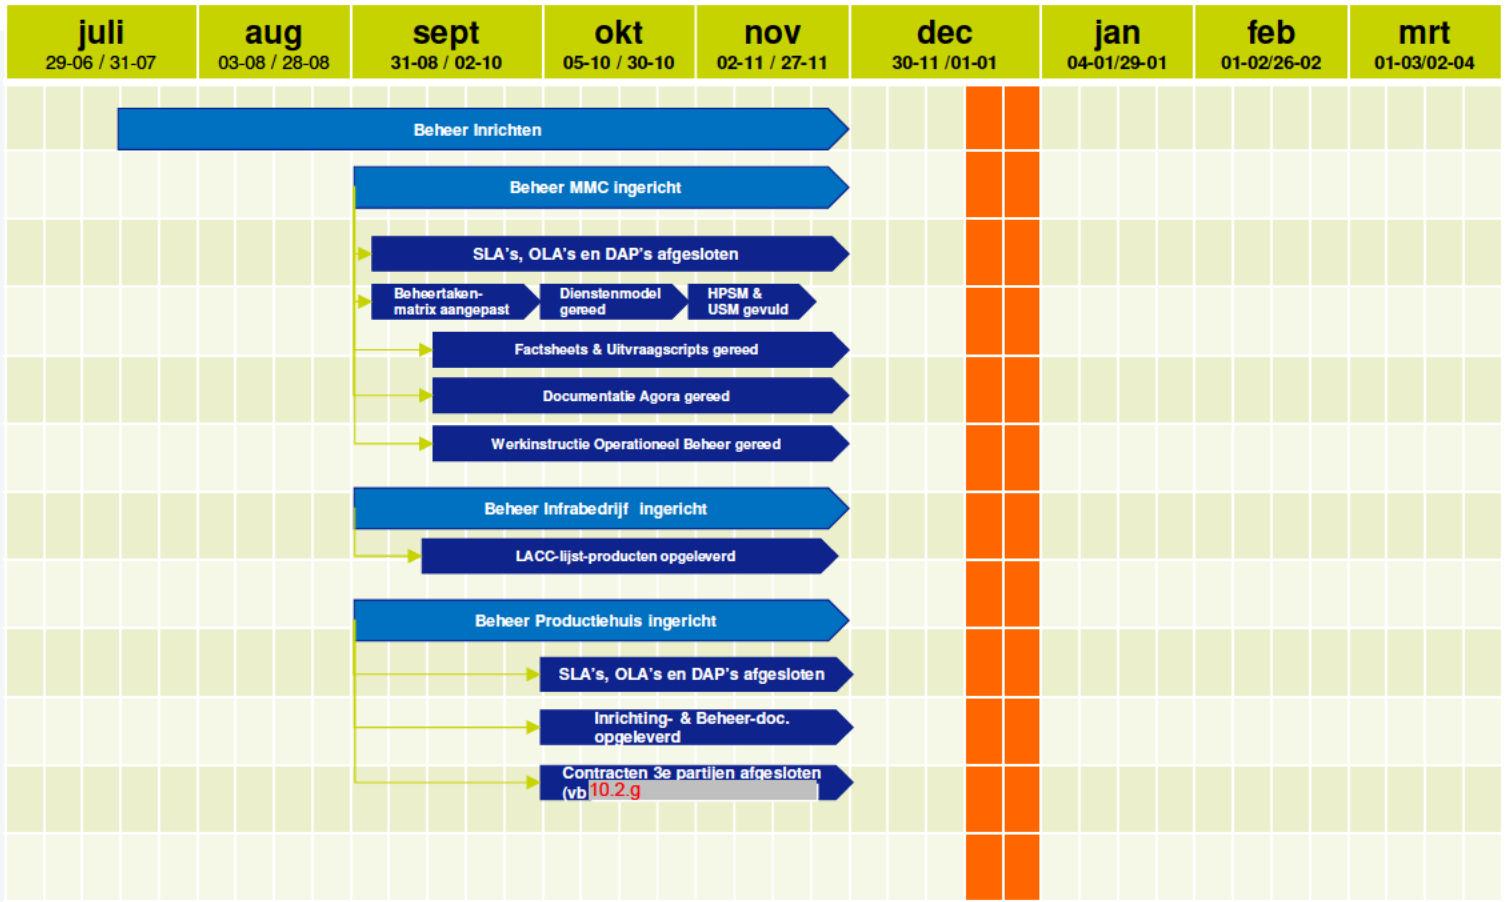 juli
29-06 / 31-07
aug
03-08 / 28-08
sept
31-08 / 02-10
okt
05-10 / 30-10
nov
02-11 / 27-11
dec
30-11 /01-01
jan
04-01/29-01
feb
01-02/26-02
mrt
01-03/02-04
Beheer Inrichten
Beheer MMC ingericht
SLA's, OLA's en DAP's afgesloten
Beheertaken-
matrix aangepast
Dienstenmodel
gereed
HPSM &
USM gevuld
Factsheets & Uitvraagscripts gereed
Documentatie Agora gereed
Werkinstructie Operationeel Beheer gereed
Beheer Infrabedrijf ingericht
LACC-lijst-producten opgeleverd
Beheer Productiehuis ingericht
SLA's, OLA's en DAP's afgesloten
Inrichting- & Beheer-doc.
opgeleverd
Contracten 3e partijen afgesloten
(vb 10.2.g